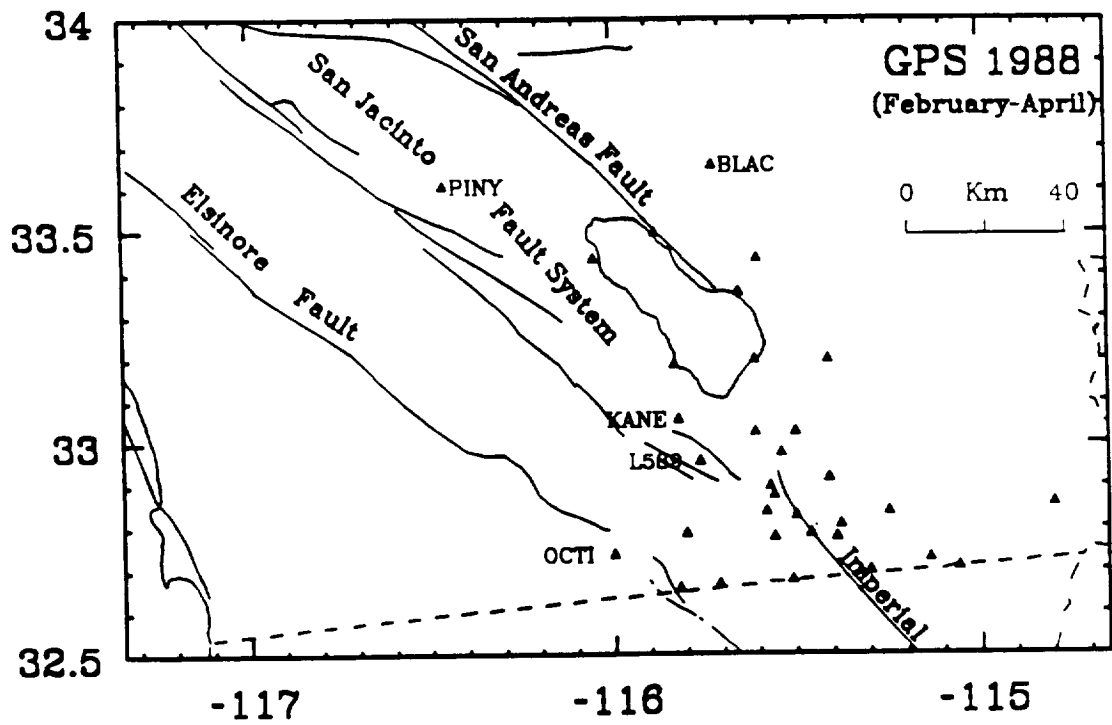 34
33.5
33
32.5
-117
-116
-115
GPS 1988
(February-April)
0 Km 40
San Andreas Fault
San Jacinto
Fault System
Elsinore
Fault
Imperial
BLAC
PINY
KANE
L589
OCTI